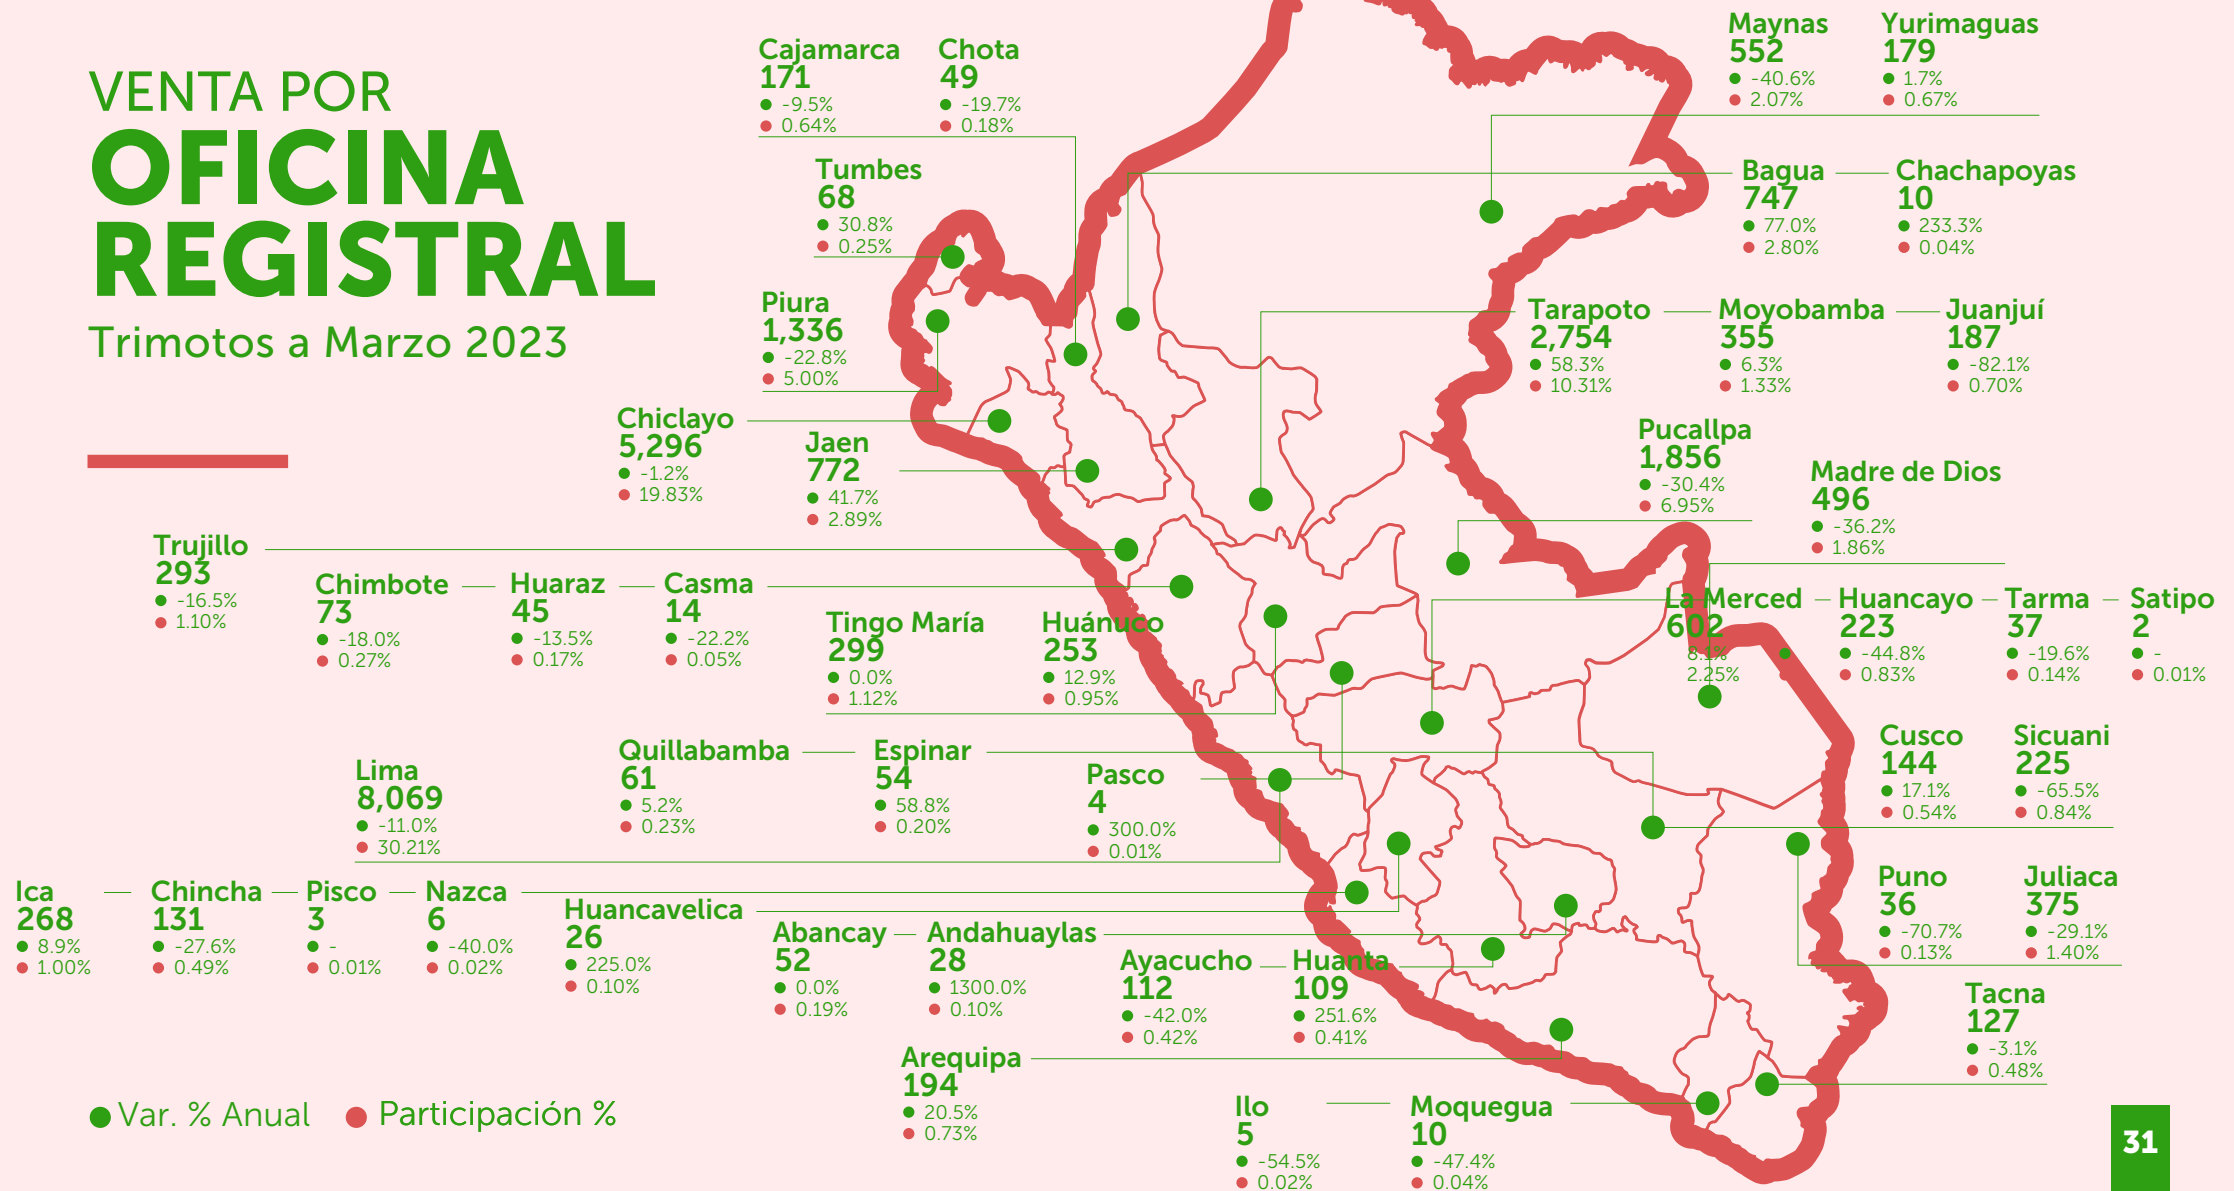 VENTA POR
OFICINA
REGISTRAL
Trimotos a Marzo 2023
Cajamarca
171
-9.5%
0.64%
Chota
49
-19.7%
0.18%
Tumbes
68
30.8%
0.25%
Piura
1,336
-22.8%
5.00%
Chiclayo
5,296
-1.2%
19.83%
Jaen
772
41.7%
2.89%
Trujillo
293
-16.5%
1.10%
Chimbote
73
-18.0%
0.27%
Huaraz
45
-13.5%
0.17%
Casma
14
-22.2%
0.05%
Tingo María
299
0.0%
1.12%
Huánuco
253
12.9%
0.95%
Maynas
552
-40.6%
2.07%
Yurimaguas
179
1.7%
0.67%
Bagua
747
77.0%
2.80%
Chachapoyas
10
233.3%
0.04%
Tarapoto
2,754
58.3%
10.31%
Moyobamba
355
6.3%
1.33%
Juanjuí
187
-82.1%
0.70%
Pucallpa
1,856
-30.4%
6.95%
Madre de Dios
496
-36.2%
1.86%
La Merced
602
8.1%
2.25%
Huancayo
223
-44.8%
0.83%
Tarma
37
-19.6%
0.14%
Satipo
2
-
0.01%
Lima
8,069
-11.0%
30.21%
Quillabamba
61
5.2%
0.23%
Espinar
54
58.8%
0.20%
Pasco
4
300.0%
0.01%
Cusco
144
17.1%
0.54%
Sicuani
225
-65.5%
0.84%
Ica
268
8.9%
1.00%
Chincha
131
-27.6%
0.49%
Pisco
3
-
0.01%
Nazca
6
-40.0%
0.02%
Huancavelica
26
225.0%
0.10%
Abancay
52
0.0%
0.19%
Andahuaylas
28
1300.0%
0.10%
Ayacucho
112
-42.0%
0.42%
Huanta
109
251.6%
0.41%
Puno
36
-70.7%
0.13%
Juliaca
375
-29.1%
1.40%
Tacna
127
-3.1%
0.48%
Arequipa
194
20.5%
0.73%
Ilo
5
-54.5%
0.02%
Moquegua
10
-47.4%
0.04%
Var. % Anual
Participación %
31